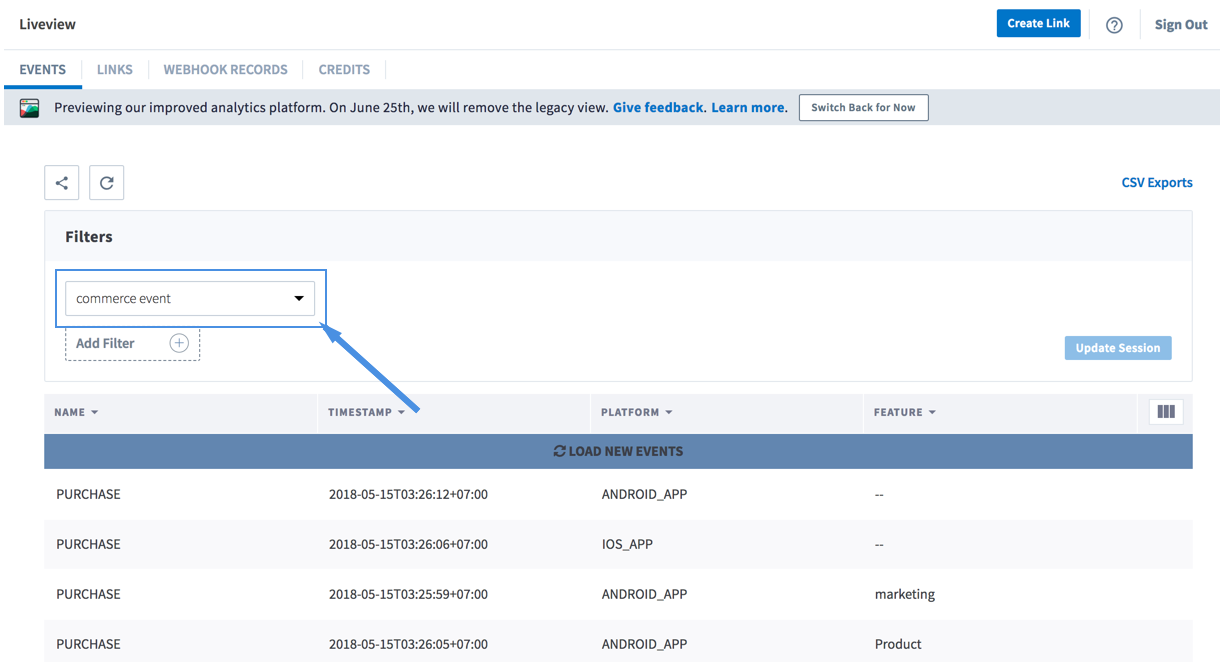 Liveview
Create Link
Sign Out
EVENTS LINKS WEBHOOK RECORDS CREDITS
Previewing our improved analytics platform. On June 25th, we will remove the legacy view. Give feedback. Learn more. Switch Back for Now
CSV Exports
Filters
commerce event
Add Filter
Update Session
NAME TIMESTAMP PLATFORM FEATURE
LOAD NEW EVENTS
PURCHASE 2018-05-15T03:26:12+07:00 ANDROID_APP --
PURCHASE 2018-05-15T03:26:06+07:00 IOS_APP --
PURCHASE 2018-05-15T03:25:59+07:00 ANDROID_APP marketing
PURCHASE 2018-05-15T03:26:05+07:00 ANDROID_APP Product